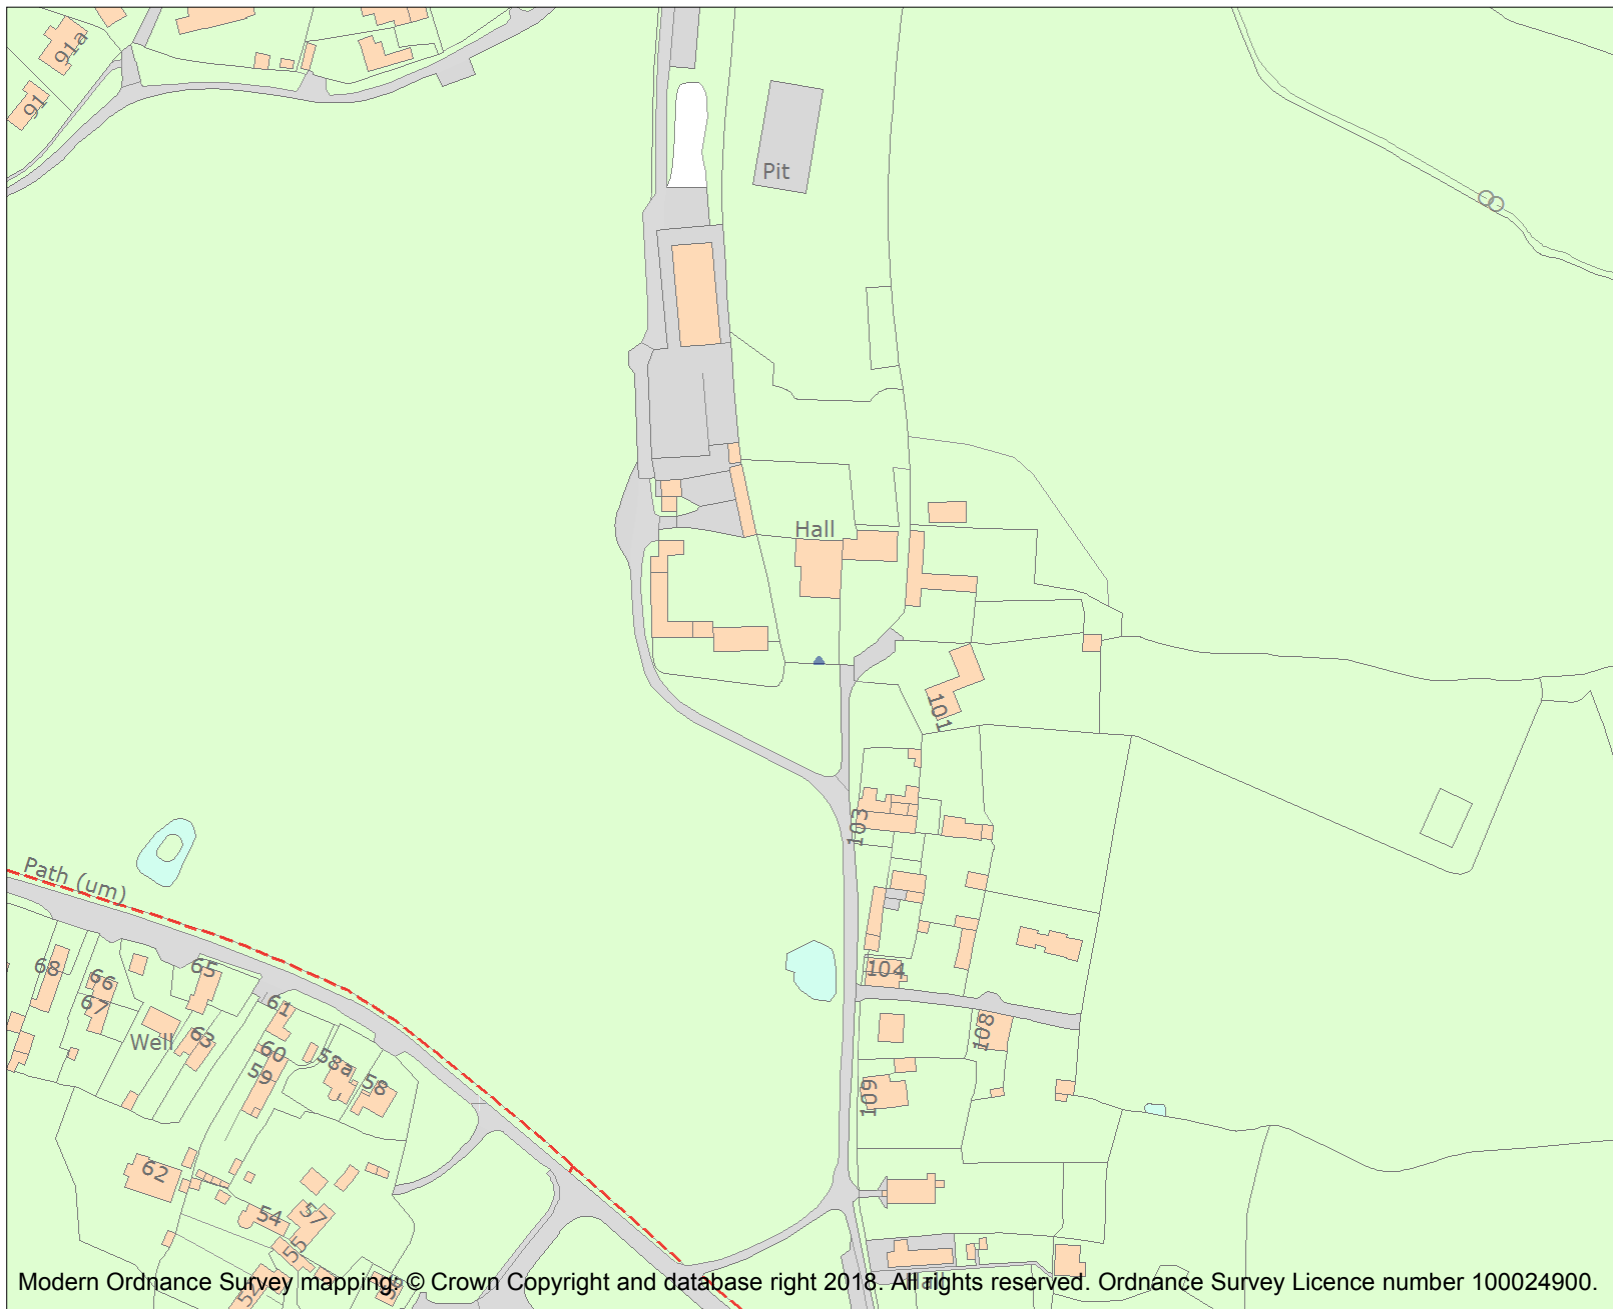 91a
91
Pit
Hall
101
103
Path (um)
68
66
67
65
61
Well
63
60
59
58a
58
104
108
109
62
54
57
55
Modern Ordnance Survey mapping: © Crown Copyright and database right 2018. All rights reserved. Ordnance Survey Licence number 100024900.